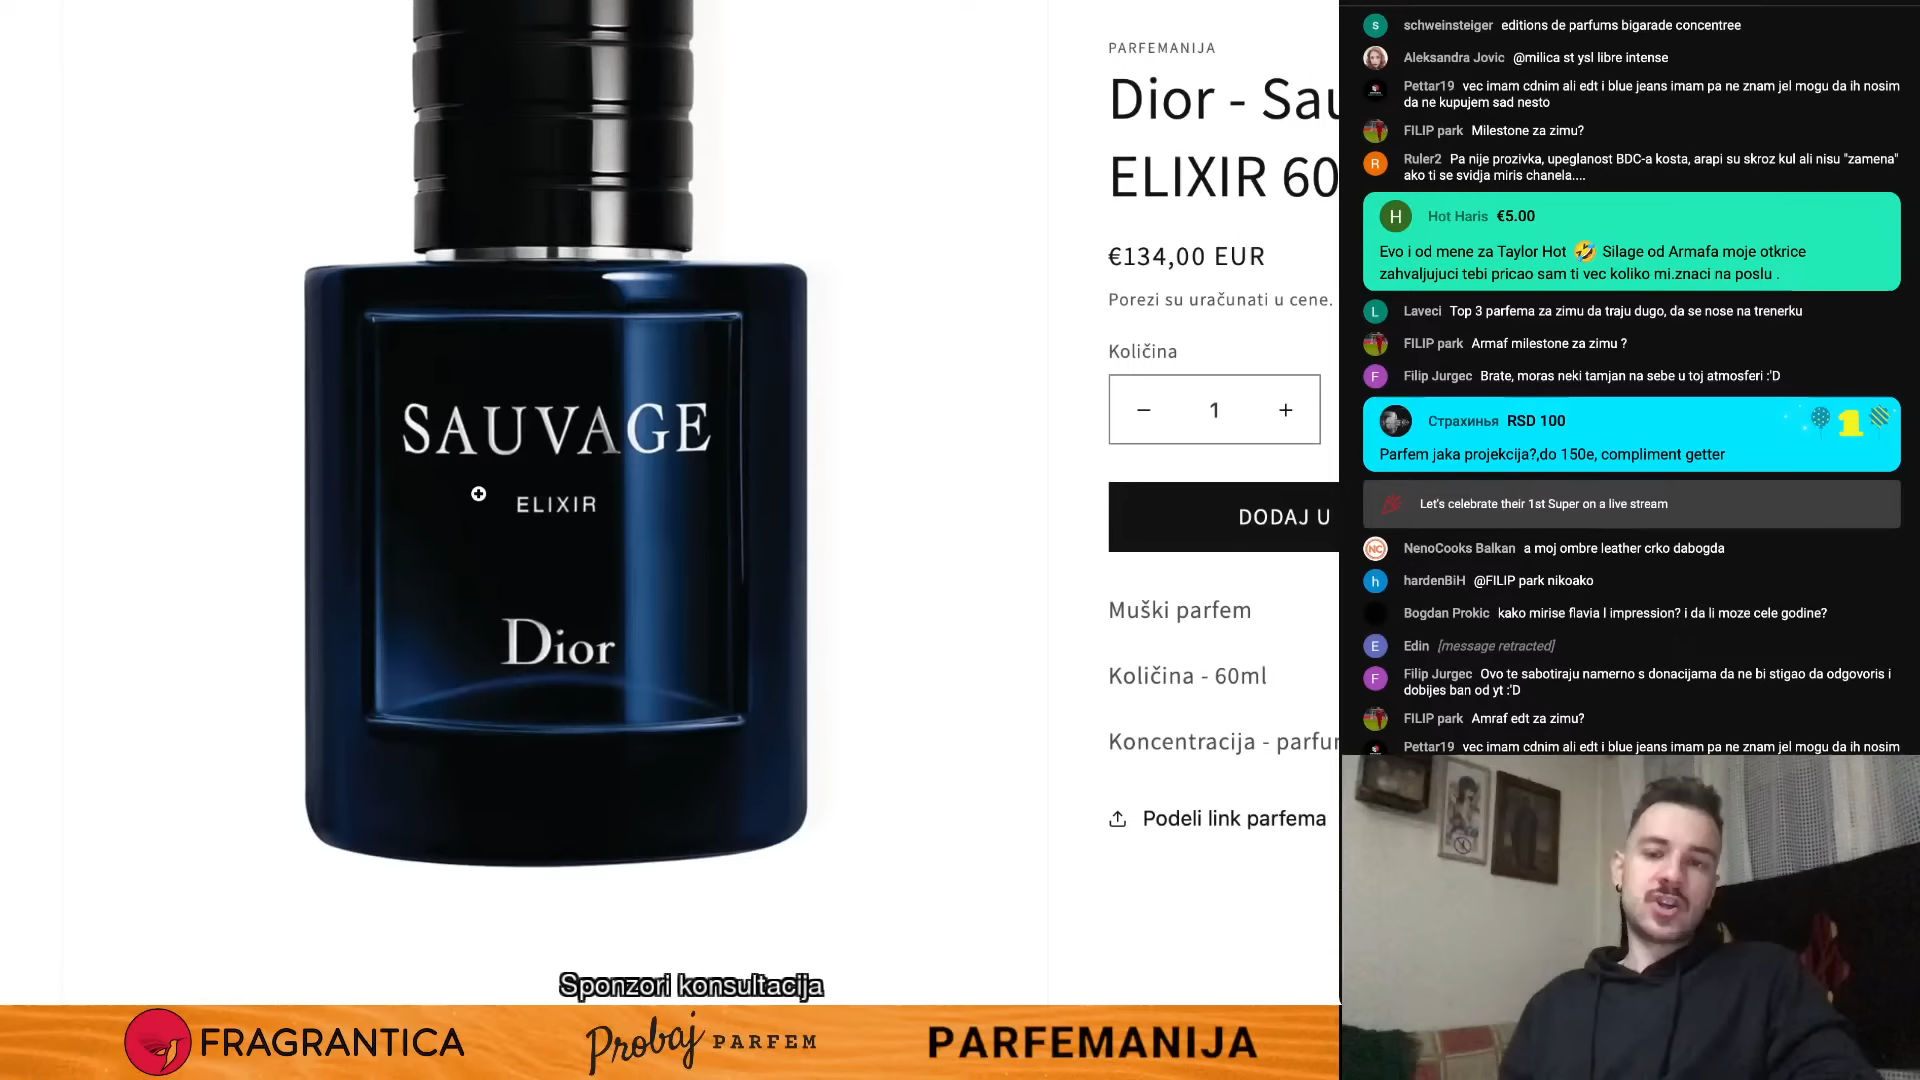 SAUVAGE
ELIXIR
Dior
PARFEMANIJA
Dior - Sau
ELIXIR 60
€134,00 EUR
Porezi su uračunati u cene.
Količina
− 1 +
DODAJ U
Muški parfem
Količina - 60ml
Koncentracija - parfur
Podeli link parfema
Sponzori konsultacija
FRAGRANTICA
Probaj PARFEM
PARFEMANIJA
S schweinsteiger editions de parfums bigarade concentree
Aleksandra Jovic @milica st ysl libre intense
Pettar19 vec imam cdnim ali edt i blue jeans imam pa ne znam jel mogu da ih nosim
da ne kupujem sad nesto
FILIP park Milestone za zimu?
R Ruler2 Pa nije prozivka, upeglanost BDC-a kosta, arapi su skroz kul ali nisu "zamena"
ako ti se svidja miris chanela....
H Hot Haris €5.00
Evo i od mene za Taylor Hot 🤣 Silage od Armafa moje otkrice
zahvaljujuci tebi pricao sam ti vec koliko mi.znaci na poslu .
L Laveci Top 3 parfema za zimu da traju dugo, da se nose na trenerku
FILIP park Armaf milestone za zimu ?
F Filip Jurgec Brate, moras neki tamjan na sebe u toj atmosferi :'D
Страхиња RSD 100
1
Parfem jaka projekcija?,do 150e, compliment getter
Let's celebrate their 1st Super on a live stream
NC NenoCooks Balkan a moj ombre leather crko dabogda
h hardenBiH @FILIP park nikoako
Bogdan Prokic kako mirise flavia l impression? i da li moze cele godine?
E Edin [message retracted]
F Filip Jurgec Ovo te sabotiraju namerno s donacijama da ne bi stigao da odgovoris i
dobijes ban od yt :'D
FILIP park Amraf edt za zimu?
Pettar19 vec imam cdnim ali edt i blue jeans imam pa ne znam jel mogu da ih nosim